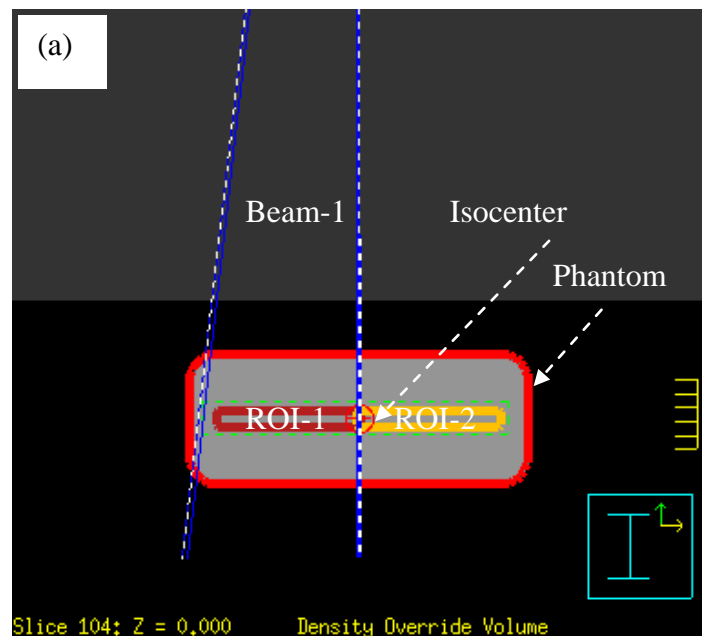 (a)
Beam-1
Isocenter
Phantom
ROI-1
ROI-2
Slice 104: Z = 0.000 Density Override Volume